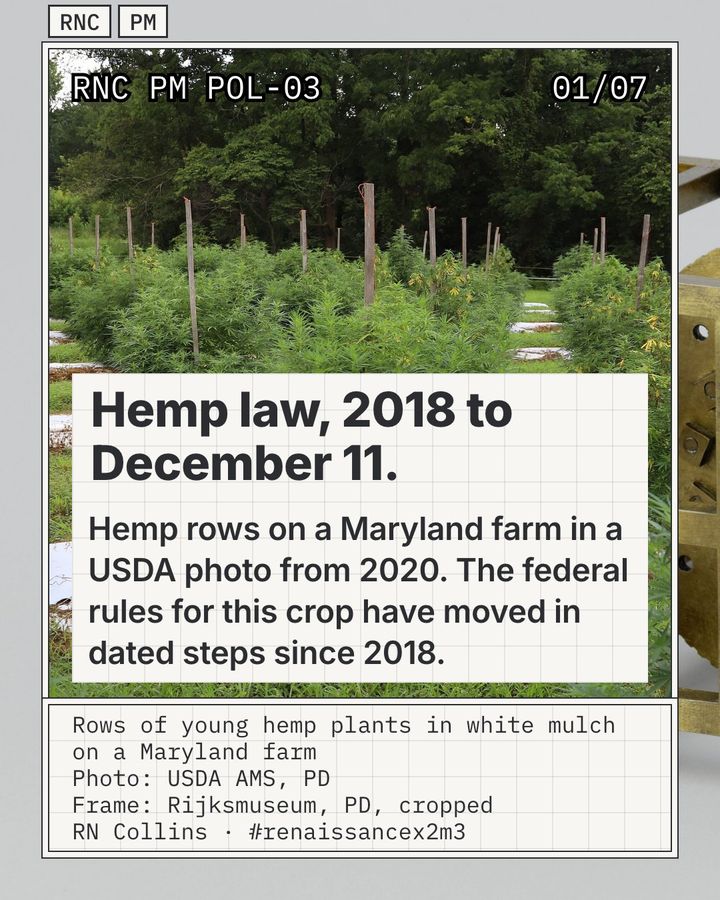 RNC PM
RNC PM POL-03 01/07
Hemp law, 2018 to
December 11.
Hemp rows on a Maryland farm in a
USDA photo from 2020. The federal
rules for this crop have moved in
dated steps since 2018.
Rows of young hemp plants in white mulch
on a Maryland farm
Photo: USDA AMS, PD
Frame: Rijksmuseum, PD, cropped
RN Collins · #renaissancex2m3